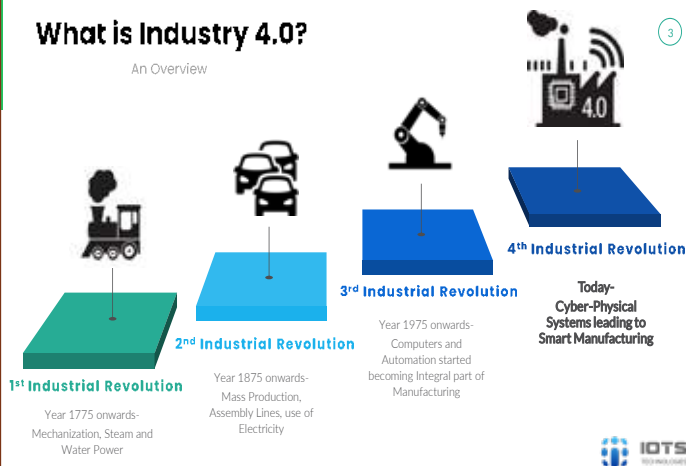 What is Industry 4.0?
An Overview
3
4.0
1st Industrial Revolution
Year 1775 onwards-
Mechanization, Steam and
Water Power
2nd Industrial Revolution
Year 1875 onwards-
Mass Production,
Assembly Lines, use of
Electricity
3rd Industrial Revolution
Year 1975 onwards-
Computers and
Automation started
becoming Integral part of
Manufacturing
4th Industrial Revolution
Today-
Cyber-Physical
Systems leading to
Smart Manufacturing
IOTS
TECHNOLOGIES